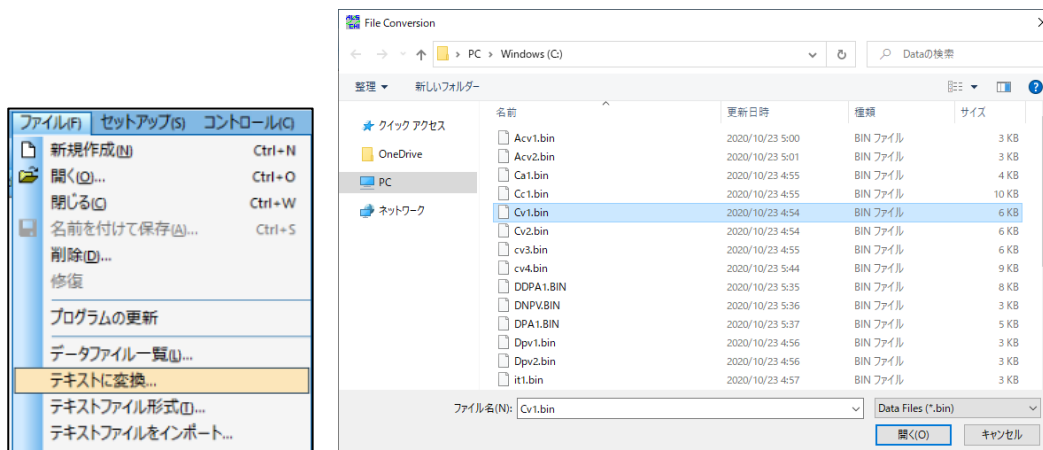 ファイル(F) セットアップ(S) コントロール(C)
新規作成(N) Ctrl+N
開く(O)... Ctrl+O
閉じる(C) Ctrl+W
名前を付けて保存(A)... Ctrl+S
削除(D)...
修復
プログラムの更新
データファイル一覧(L)...
テキストに変換...
テキストファイル形式(T)...
テキストファイルをインポート...
File Conversion
PC > Windows (C:)
Dataの検索
整理 新しいフォルダー
クイック アクセス
OneDrive
PC
ネットワーク
名前 更新日時 種類 サイズ
Acv1.bin 2020/10/23 5:00 BIN ファイル 3 KB
Acv2.bin 2020/10/23 5:01 BIN ファイル 3 KB
Ca1.bin 2020/10/23 4:55 BIN ファイル 4 KB
Cc1.bin 2020/10/23 4:55 BIN ファイル 10 KB
Cv1.bin 2020/10/23 4:54 BIN ファイル 6 KB
Cv2.bin 2020/10/23 4:54 BIN ファイル 6 KB
cv3.bin 2020/10/23 4:55 BIN ファイル 6 KB
cv4.bin 2020/10/23 5:44 BIN ファイル 9 KB
DDPA1.BIN 2020/10/23 5:35 BIN ファイル 8 KB
DNPV.BIN 2020/10/23 5:36 BIN ファイル 3 KB
DPA1.BIN 2020/10/23 5:37 BIN ファイル 5 KB
Dpv1.bin 2020/10/23 4:56 BIN ファイル 3 KB
Dpv2.bin 2020/10/23 4:56 BIN ファイル 3 KB
it1.bin 2020/10/23 4:57 BIN ファイル 3 KB
ファイル名(N): Cv1.bin Data Files (*.bin)
開く(O) キャンセル